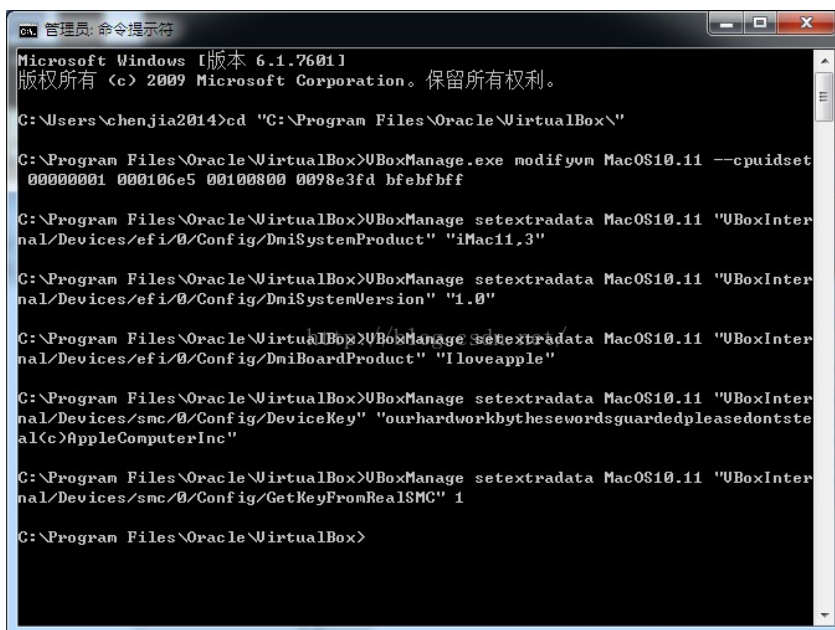 管理员: 命令提示符
Microsoft Windows [版本 6.1.7601]
版权所有 (c) 2009 Microsoft Corporation。保留所有权利。
C:\Users\chenjia2014>cd "C:\Program Files\Oracle\VirtualBox\"
C:\Program Files\Oracle\VirtualBox>VBoxManage.exe modifyvm MacOS10.11 --cpuidset
00000001 000106e5 00100800 0098e3fd bfebfbff
C:\Program Files\Oracle\VirtualBox>VBoxManage setextradata MacOS10.11 "VBoxInter
nal/Devices/efi/0/Config/DmiSystemProduct" "iMac11,3"
C:\Program Files\Oracle\VirtualBox>VBoxManage setextradata MacOS10.11 "VBoxInter
nal/Devices/efi/0/Config/DmiSystemVersion" "1.0"
C:\Program Files\Oracle\VirtualBox>VBoxManage setextradata MacOS10.11 "VBoxInter
nal/Devices/efi/0/Config/DmiBoardProduct" "Iloveapple"
http://blog.csdn.net/
C:\Program Files\Oracle\VirtualBox>VBoxManage setextradata MacOS10.11 "VBoxInter
nal/Devices/smc/0/Config/DeviceKey" "ourhardworkbythesewordsguardedpleasedontste
al(c)AppleComputerInc"
C:\Program Files\Oracle\VirtualBox>VBoxManage setextradata MacOS10.11 "VBoxInter
nal/Devices/smc/0/Config/GetKeyFromRealSMC" 1
C:\Program Files\Oracle\VirtualBox>